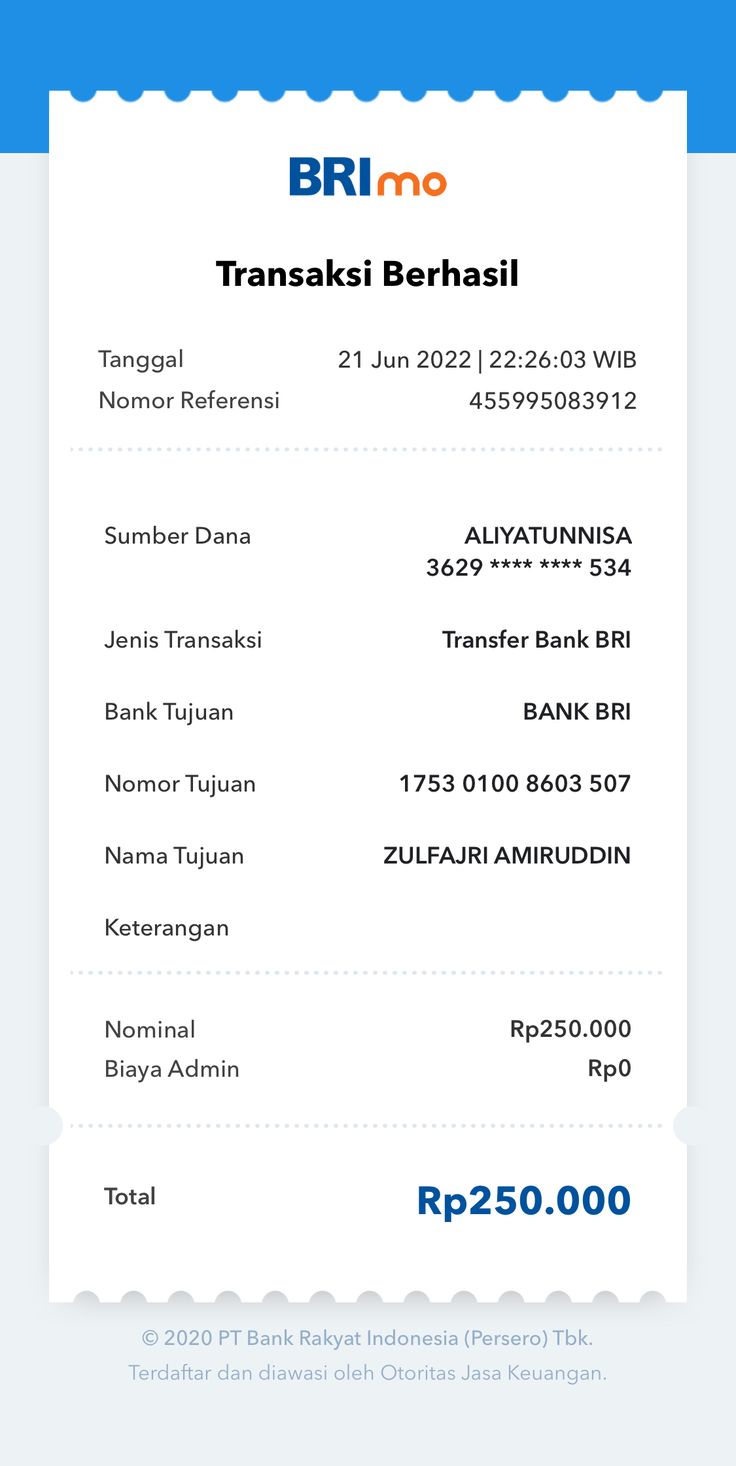 BRImo
Transaksi Berhasil
Tanggal 21 Jun 2022 | 22:26:03 WIB
Nomor Referensi 455995083912
Sumber Dana ALIYATUNNISA
3629 **** **** 534
Jenis Transaksi Transfer Bank BRI
Bank Tujuan BANK BRI
Nomor Tujuan 1753 0100 8603 507
Nama Tujuan ZULFAJRI AMIRUDDIN
Keterangan
Nominal Rp250.000
Biaya Admin Rp0
Total Rp250.000
© 2020 PT Bank Rakyat Indonesia (Persero) Tbk.
Terdaftar dan diawasi oleh Otoritas Jasa Keuangan.